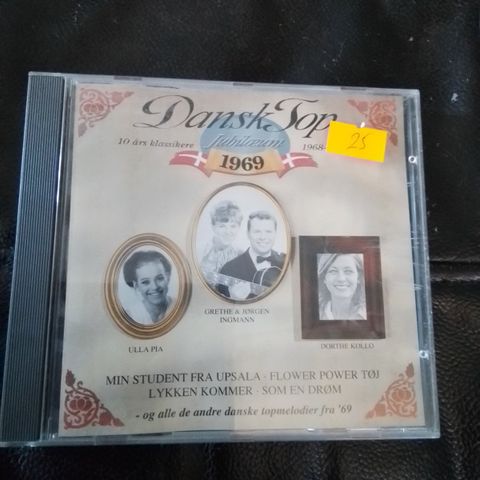 Dansk Top
Jubilæum
10 års klassikere
1968-
25
1969
ULLA PIA
GRETHE & JØRGEN
INGMANN
DORTHE KOLLO
MIN STUDENT FRA UPSALA · FLOWER POWER TØJ
LYKKEN KOMMER · SOM EN DRØM
- og alle de andre danske topmelodier fra '69